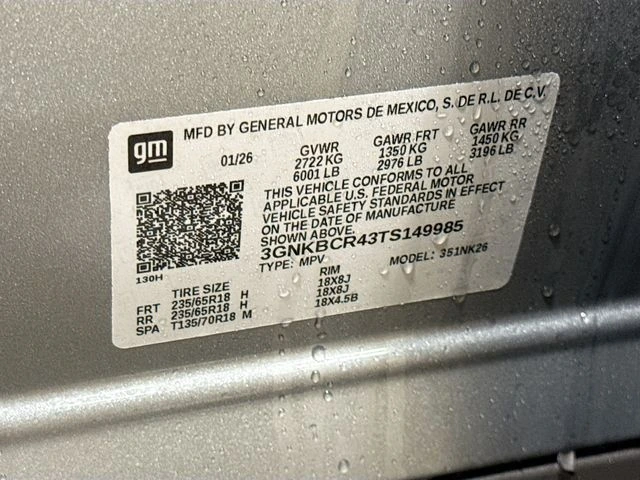 gm
MFD BY GENERAL MOTORS DE MEXICO, S. DE R.L. DE C.V.
01/26 GVWR GAWR FRT GAWR RR
2722 KG 1350 KG 1450 KG
6001 LB 2976 LB 3196 LB
THIS VEHICLE CONFORMS TO ALL
APPLICABLE U.S. FEDERAL MOTOR
VEHICLE SAFETY STANDARDS IN EFFECT
ON THE DATE OF MANUFACTURE
SHOWN ABOVE.
3GNKBCR43TS149985
TYPE: MPV MODEL: 351NK26
130H
TIRE SIZE RIM
FRT 235/65R18 H 18X8J
RR 235/65R18 H 18X8J
SPA T135/70R18 M 18X4.5B